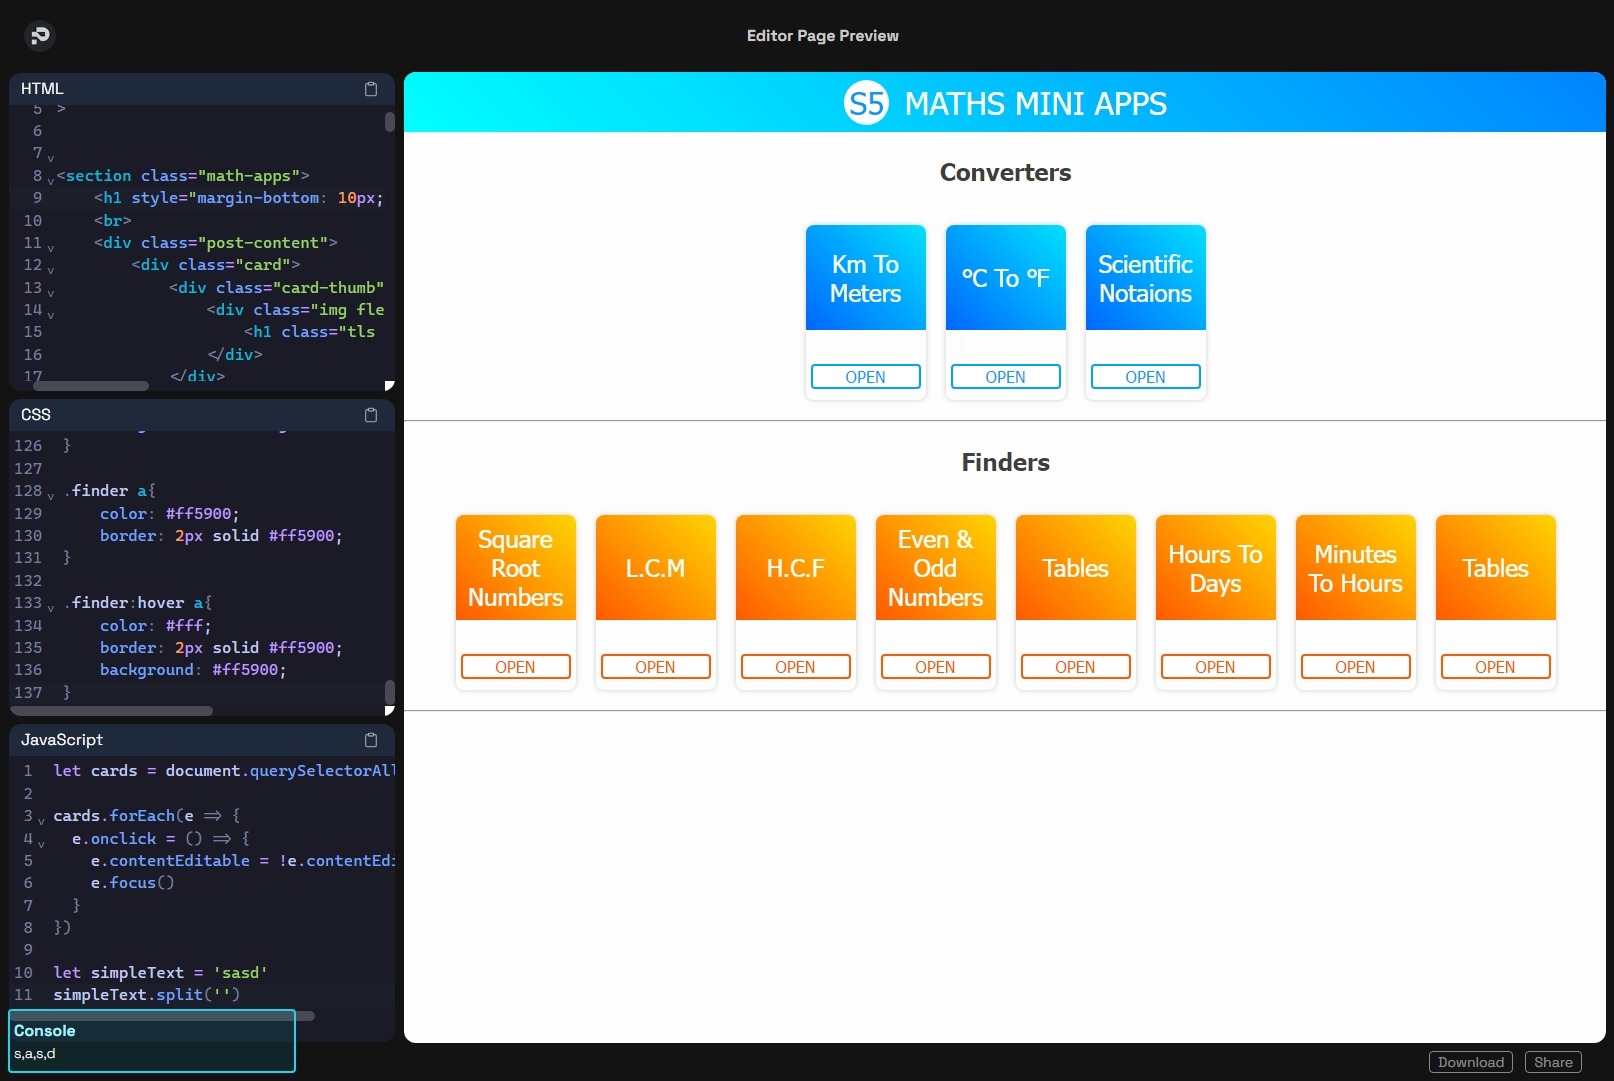 Editor Page Preview
HTML
5 >
6
7
8 <section class="math-apps">
9 <h1 style="margin-bottom: 10px;
10 <br>
11 <div class="post-content">
12 <div class="card">
13 <div class="card-thumb"
14 <div class="img fle
15 <h1 class="tls
16 </div>
17 </div>
CSS
126 }
127
128 .finder a{
129 color: #ff5900;
130 border: 2px solid #ff5900;
131 }
132
133 .finder:hover a{
134 color: #fff;
135 border: 2px solid #ff5900;
136 background: #ff5900;
137 }
JavaScript
1 let cards = document.querySelectorAll
2
3 cards.forEach(e => {
4 e.onclick = () => {
5 e.contentEditable = !e.contentEdi
6 e.focus()
7 }
8 })
9
10 let simpleText = 'sasd'
11 simpleText.split('')
Console
s,a,s,d
S5 MATHS MINI APPS
Converters
Km To
Meters
°C To °F
Scientific
Notaions
OPEN OPEN OPEN
Finders
Square
Root
Numbers
L.C.M
H.C.F
Even &
Odd
Numbers
Tables
Hours To
Days
Minutes
To Hours
Tables
OPEN OPEN OPEN OPEN OPEN OPEN OPEN OPEN
Download Share